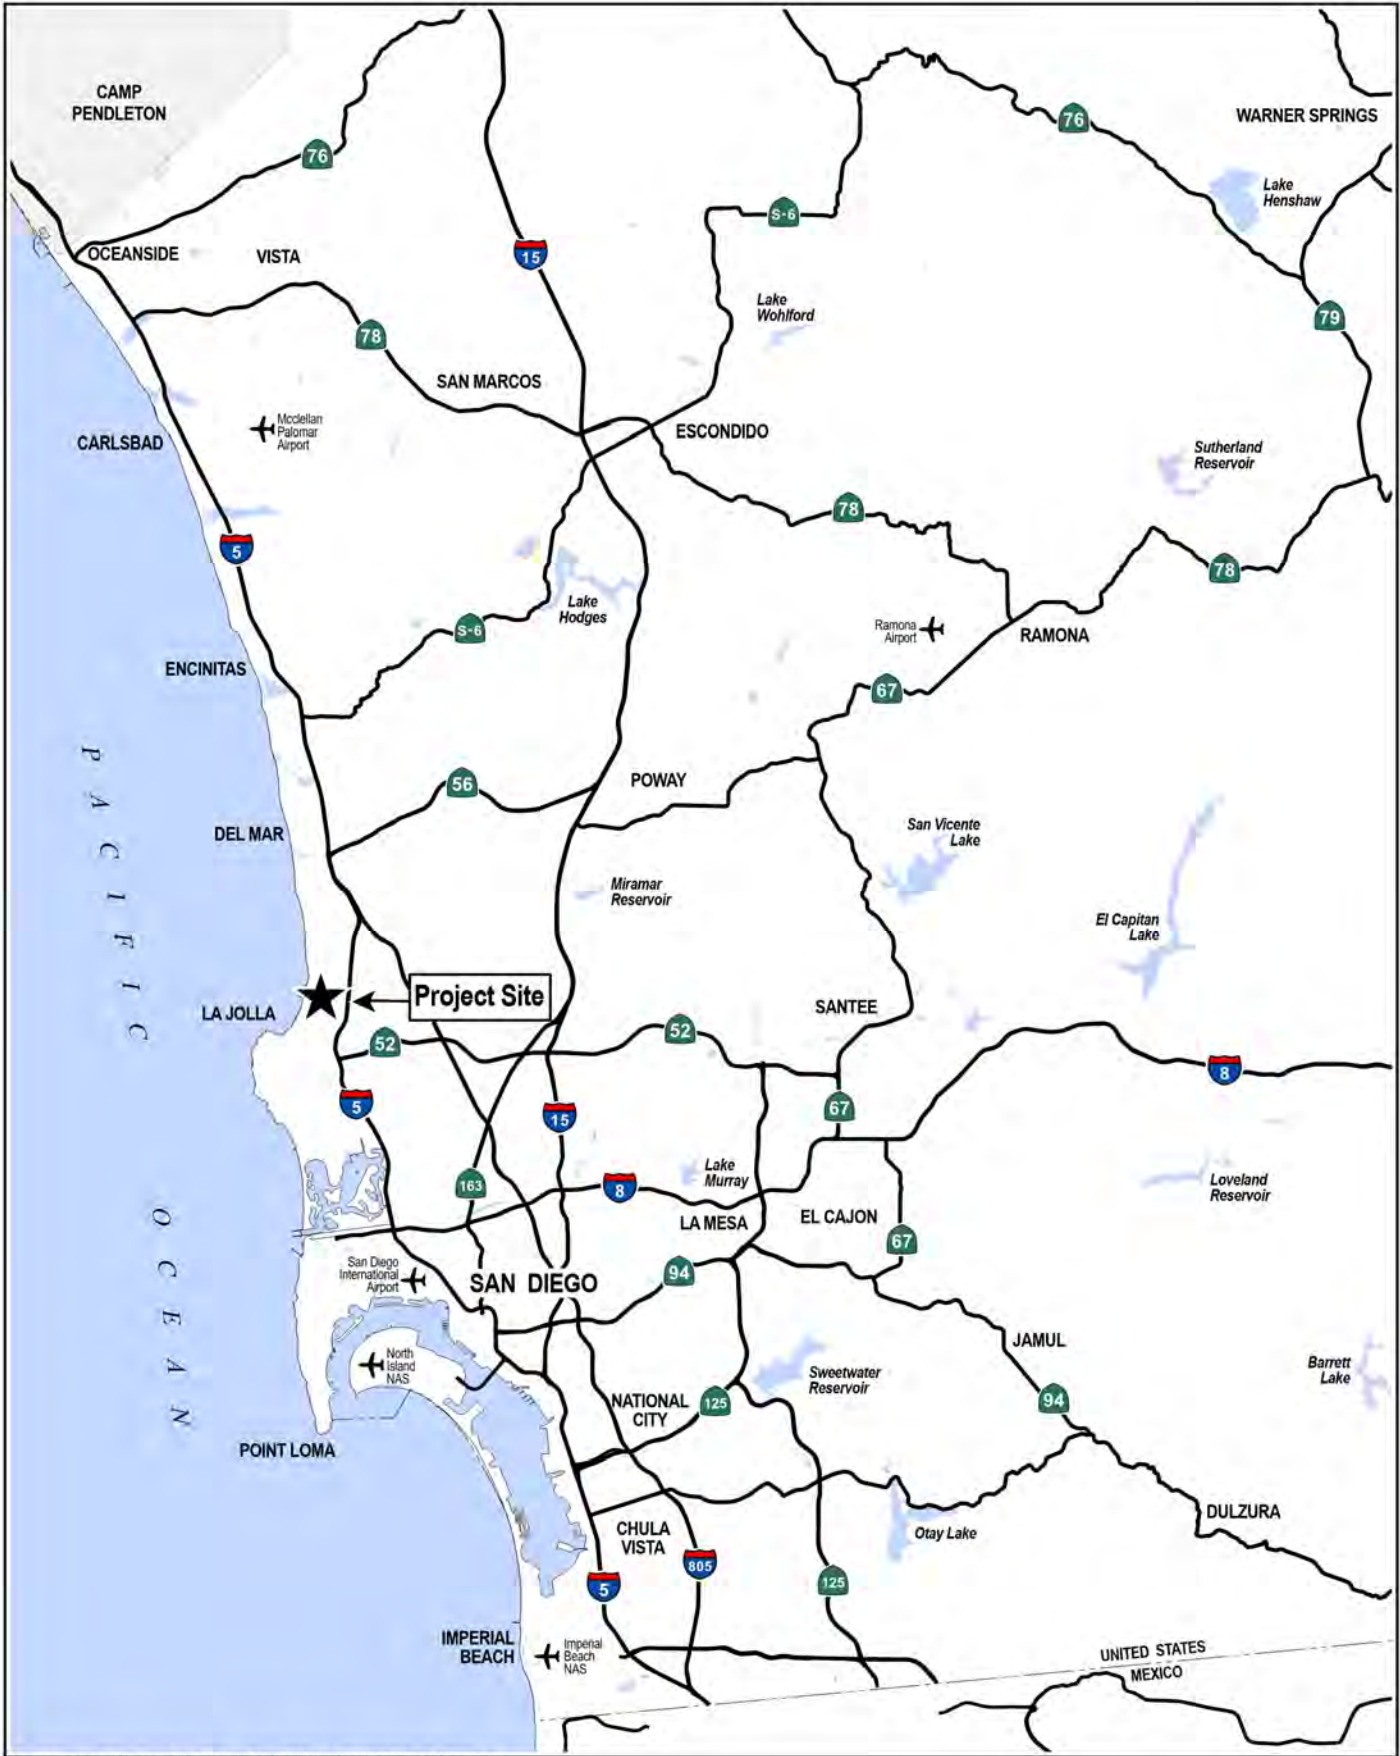 CAMP
PENDLETON
76
76
WARNER SPRINGS
Lake
Henshaw
S-6
OCEANSIDE
VISTA
15
Lake
Wohlford
79
78
SAN MARCOS
Mcclellan
Palomar
Airport
CARLSBAD
ESCONDIDO
Sutherland
Reservoir
78
5
78
Lake
Hodges
S-6
Ramona
Airport
RAMONA
ENCINITAS
67
56
POWAY
DEL MAR
San Vicente
Lake
Miramar
Reservoir
El Capitan
Lake
PACIFIC
OCEAN
Project Site
LA JOLLA
SANTEE
52
52
8
5
15
67
Lake
Murray
163
8
Loveland
Reservoir
LA MESA
EL CAJON
67
San Diego
International
Airport
SAN DIEGO
94
JAMUL
North
Island
NAS
Sweetwater
Reservoir
Barrett
Lake
NATIONAL
CITY
125
94
POINT LOMA
DULZURA
CHULA
VISTA
Otay Lake
805
5
125
IMPERIAL
BEACH
Imperial
Beach
NAS
UNITED STATES
MEXICO